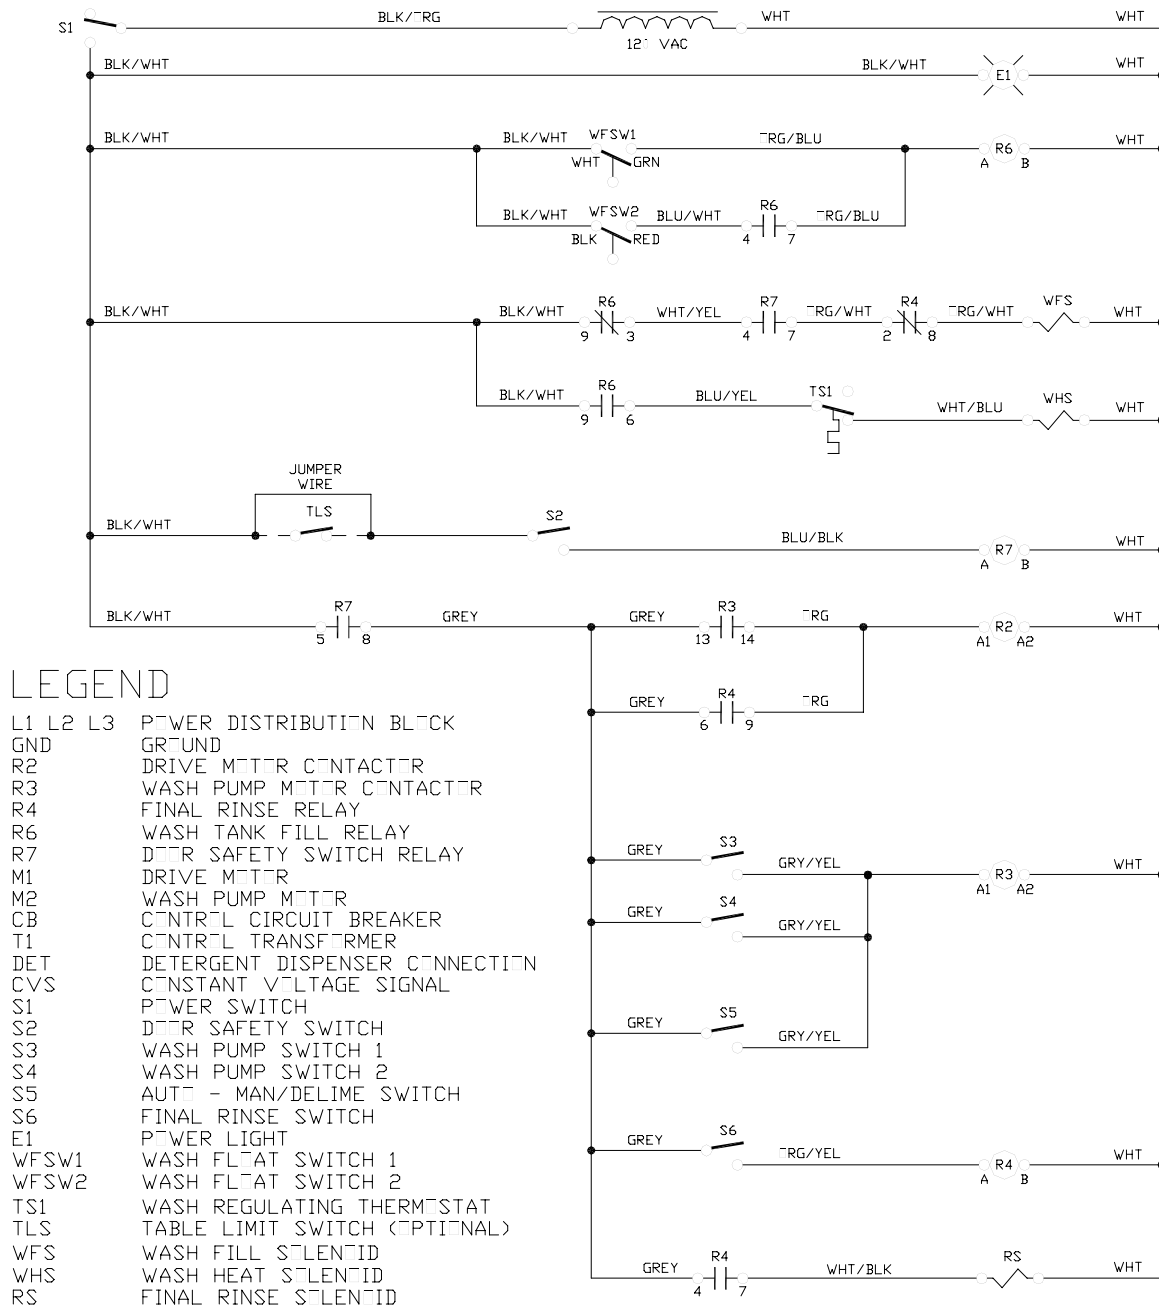 S1 BLK/ORG 120 VAC WHT WHT
BLK/WHT BLK/WHT E1 WHT
BLK/WHT BLK/WHT WFSW1 ORG/BLU R6 WHT
WHT GRN A B
BLK/WHT WFSW2 BLU/WHT R6 ORG/BLU
BLK RED 4 7
BLK/WHT BLK/WHT R6 WHT/YEL R7 ORG/WHT R4 ORG/WHT WFS WHT
9 3 4 7 2 8
BLK/WHT R6 BLU/YEL TS1 WHT/BLU WHS WHT
9 6
JUMPER
WIRE
BLK/WHT TLS S2 BLU/BLK R7 WHT
A B
BLK/WHT R7 GREY GREY R3 ORG R2 WHT
5 8 13 14 A1 A2
GREY R4 ORG
6 9
GREY S3 GRY/YEL R3 WHT
A1 A2
GREY S4 GRY/YEL
GREY S5 GRY/YEL
GREY S6 ORG/YEL R4 WHT
A B
GREY R4 WHT/BLK RS WHT
4 7
LEGEND
L1 L2 L3 POWER DISTRIBUTION BLOCK
GND GROUND
R2 DRIVE MOTOR CONTACTOR
R3 WASH PUMP MOTOR CONTACTOR
R4 FINAL RINSE RELAY
R6 WASH TANK FILL RELAY
R7 DOOR SAFETY SWITCH RELAY
M1 DRIVE MOTOR
M2 WASH PUMP MOTOR
CB CONTROL CIRCUIT BREAKER
T1 CONTROL TRANSFORMER
DET DETERGENT DISPENSER CONNECTION
CVS CONSTANT VOLTAGE SIGNAL
S1 POWER SWITCH
S2 DOOR SAFETY SWITCH
S3 WASH PUMP SWITCH 1
S4 WASH PUMP SWITCH 2
S5 AUTO - MAN/DELIME SWITCH
S6 FINAL RINSE SWITCH
E1 POWER LIGHT
WFSW1 WASH FLOAT SWITCH 1
WFSW2 WASH FLOAT SWITCH 2
TS1 WASH REGULATING THERMOSTAT
TLS TABLE LIMIT SWITCH (OPTIONAL)
WFS WASH FILL SOLENOID
WHS WASH HEAT SOLENOID
RS FINAL RINSE SOLENOID